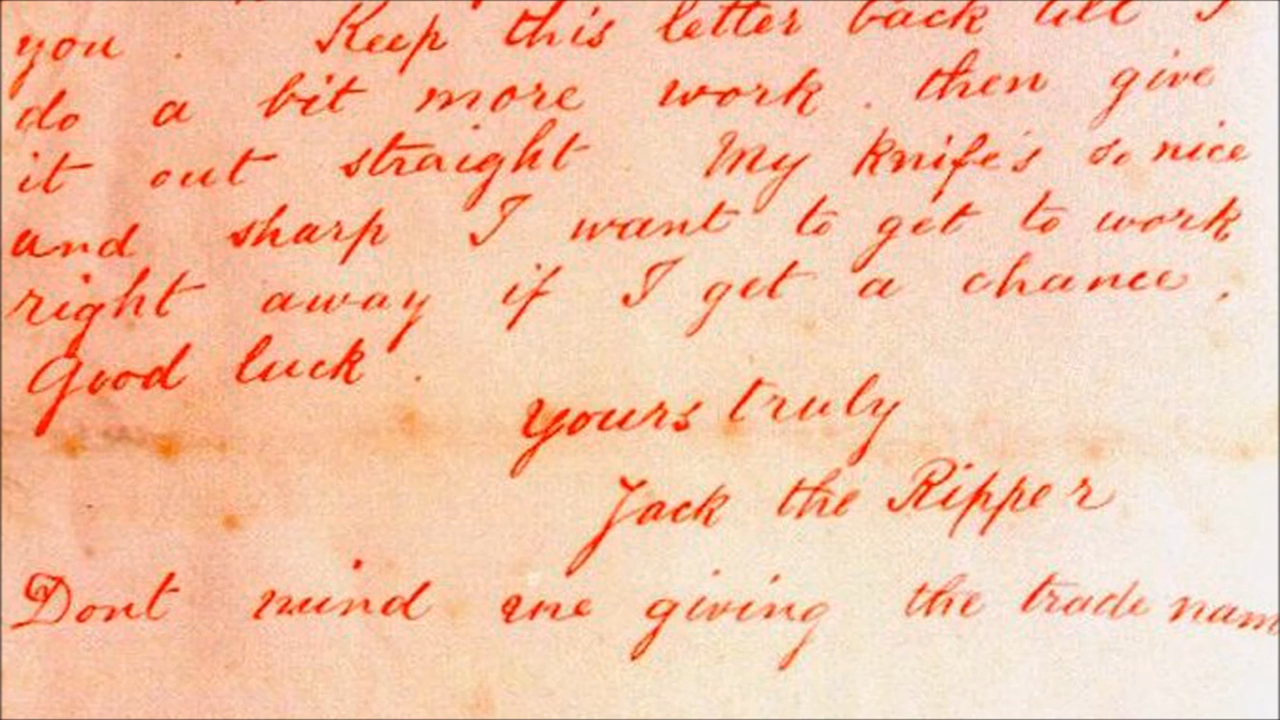 you . Keep this letter back till I
do a bit more work . then give
it out straight My knife's so nice
and sharp I want to get to work
right away if I get a chance .
Good luck .
yours truly
Jack the Ripper
Dont mind me giving the trade nam